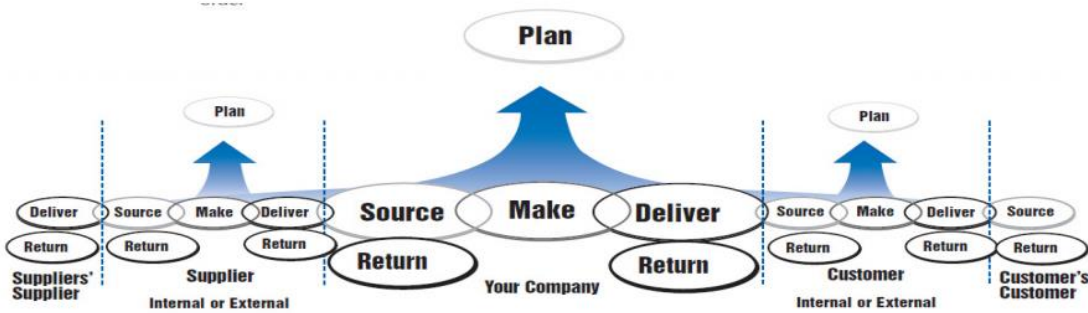 Plan
Plan
Plan
Deliver
Source
Make
Deliver
Source
Make
Deliver
Source
Make
Deliver
Source
Return
Return
Return
Return
Return
Return
Return
Return
Suppliers'
Supplier
Supplier
Internal or External
Your Company
Customer
Internal or External
Customer's
Customer